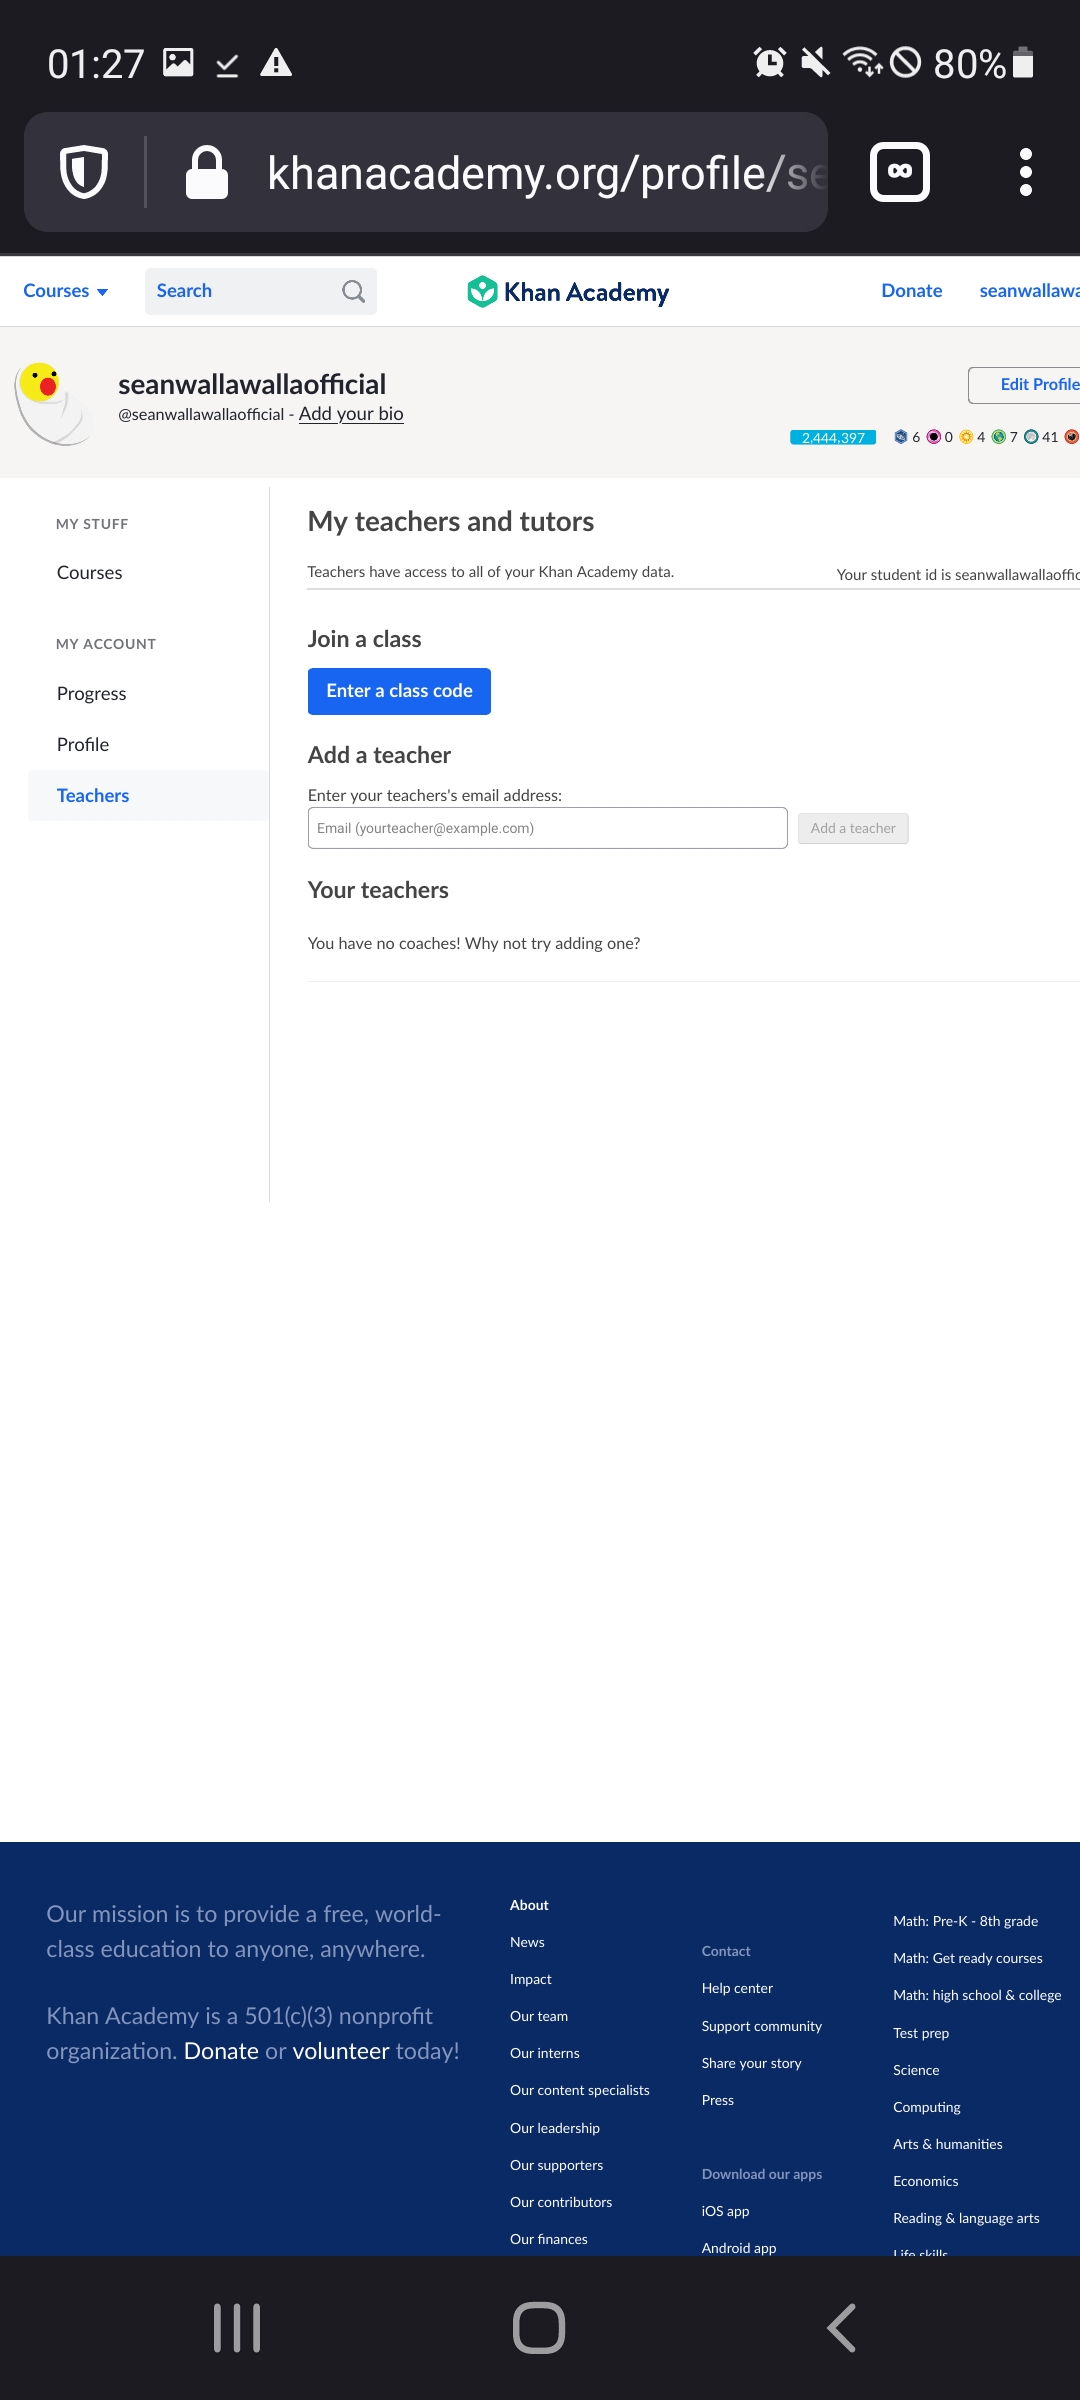 01:27
80%
khanacademy.org/profile/se
Courses
Search
Khan Academy
Donate
seanwallawa
seanwallawallaofficial
@seanwallawallaofficial - Add your bio
Edit Profile
2,444,397
6 0 4 7 41
MY STUFF
Courses
MY ACCOUNT
Progress
Profile
Teachers
My teachers and tutors
Teachers have access to all of your Khan Academy data.
Your student id is seanwallawallaoffic
Join a class
Enter a class code
Add a teacher
Enter your teachers's email address:
Email (yourteacher@example.com)
Add a teacher
Your teachers
You have no coaches! Why not try adding one?
Our mission is to provide a free, world-
class education to anyone, anywhere.
Khan Academy is a 501(c)(3) nonprofit
organization. Donate or volunteer today!
About
News
Impact
Our team
Our interns
Our content specialists
Our leadership
Our supporters
Our contributors
Our finances
Contact
Help center
Support community
Share your story
Press
Download our apps
iOS app
Android app
Math: Pre-K - 8th grade
Math: Get ready courses
Math: high school & college
Test prep
Science
Computing
Arts & humanities
Economics
Reading & language arts
Life skills